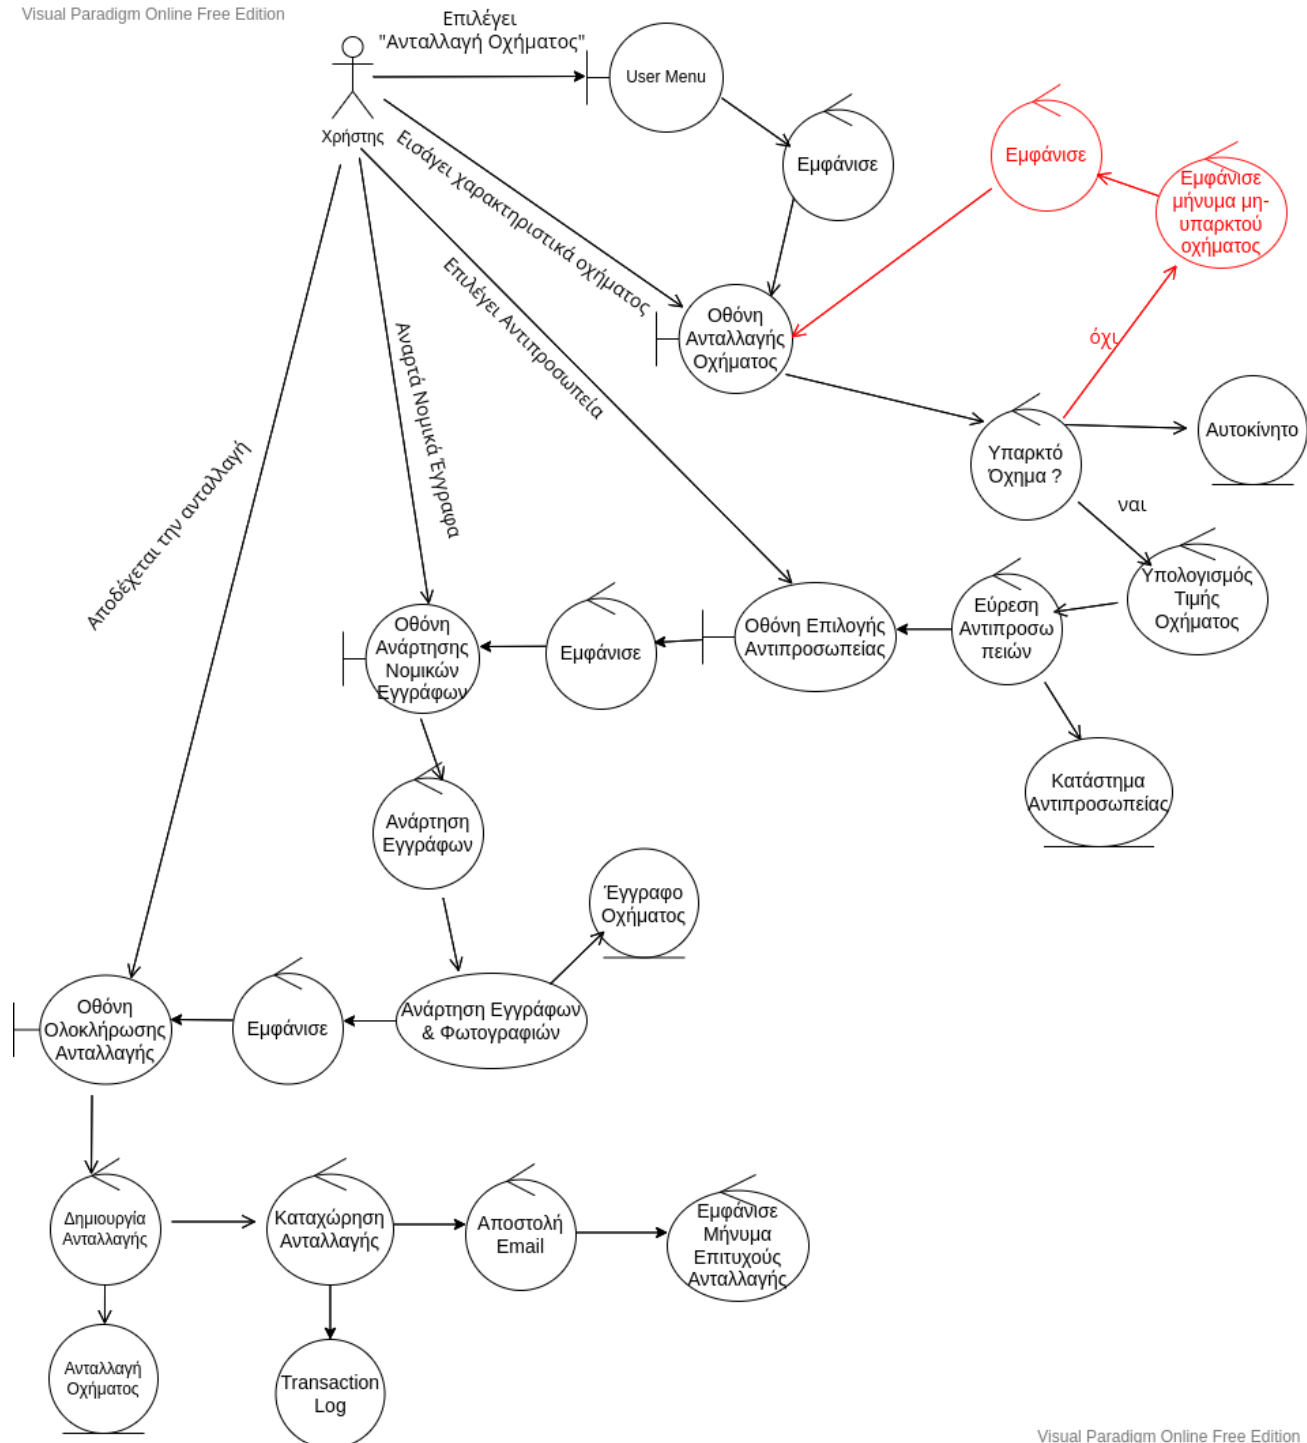 Visual Paradigm Online Free Edition
Επιλέγει
"Ανταλλαγή Οχήματος"
User Menu
Χρήστης
Εμφάνισε
Εμφάνισε
Εμφάνισε
μήνυμα μη-
υπαρκτού
οχήματος
Εισάγει χαρακτηριστικά οχήματος
Επιλέγει Αντιπροσωπεία
Αναρτά Νομικά Έγγραφα
Αποδέχεται την ανταλλαγή
Οθόνη
Ανταλλαγής
Οχήματος
όχι
Υπαρκτό
Όχημα ?
Αυτοκίνητο
ναι
Υπολογισμός
Τιμής
Οχήματος
Εύρεση
Αντιπροσω
πειών
Οθόνη Επιλογής
Αντιπροσωπείας
Εμφάνισε
Οθόνη
Ανάρτησης
Νομικών
Εγγράφων
Κατάστημα
Αντιπροσωπείας
Ανάρτηση
Εγγράφων
Έγγραφο
Οχήματος
Ανάρτηση Εγγράφων
& Φωτογραφιών
Εμφάνισε
Οθόνη
Ολοκλήρωσης
Ανταλλαγής
Δημιουργία
Ανταλλαγής
Καταχώρηση
Ανταλλαγής
Αποστολή
Email
Εμφάνισε
Μήνυμα
Επιτυχούς
Ανταλλαγής
Ανταλλαγή
Οχήματος
Transaction
Log
Visual Paradigm Online Free Edition